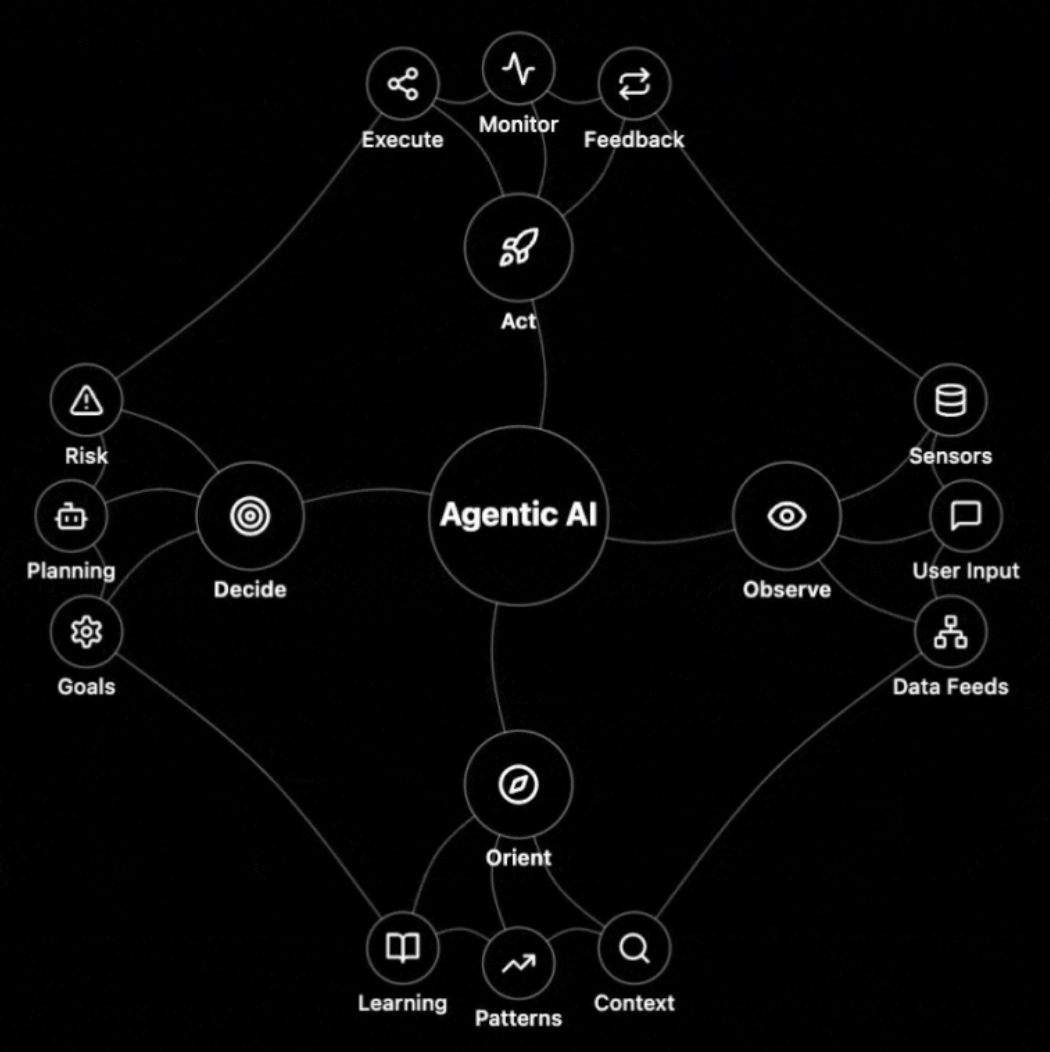 Monitor
Execute
Feedback
Act
Risk
Sensors
Agentic AI
Planning
User Input
Decide
Observe
Goals
Data Feeds
Orient
Learning
Context
Patterns